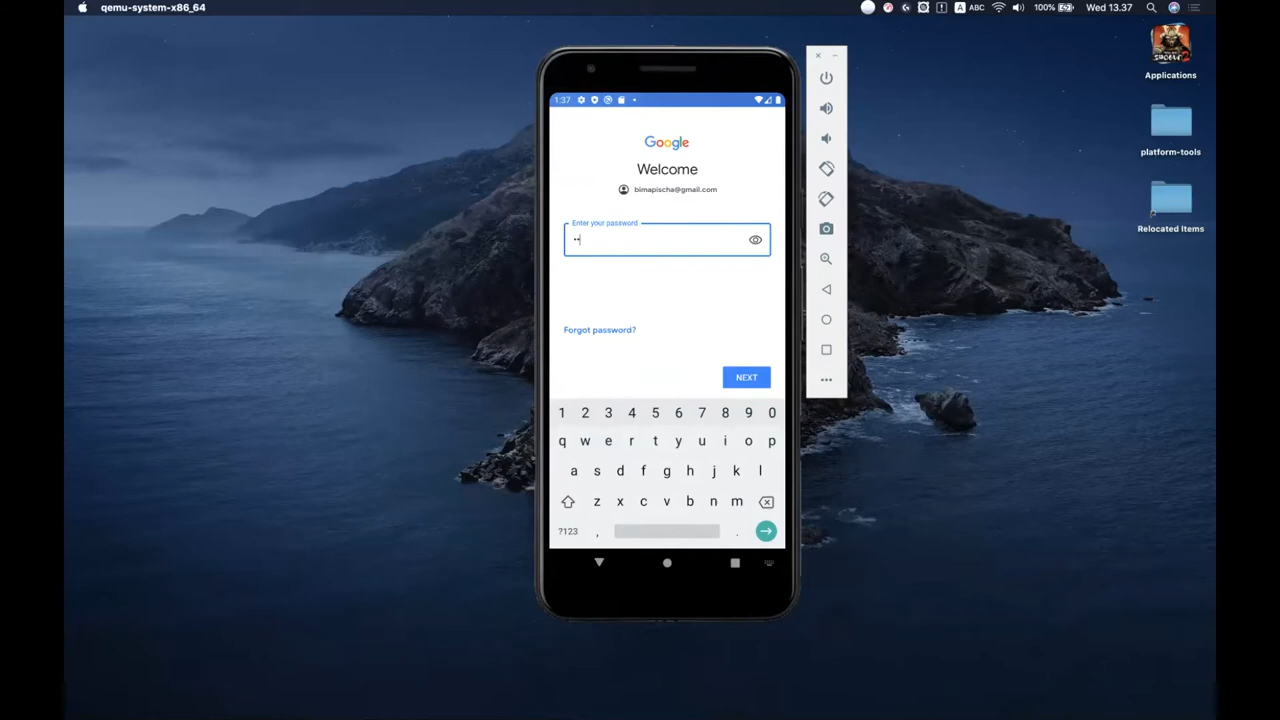 qemu-system-x86_64
A ABC
100%
Wed 13.37
Applications
platform-tools
Relocated Items
1:37
Google
Welcome
bimapischa@gmail.com
Enter your password
••
Forgot password?
NEXT
1 2 3 4 5 6 7 8 9 0
q w e r t y u i o p
a s d f g h j k l
z x c v b n m
?123 , .